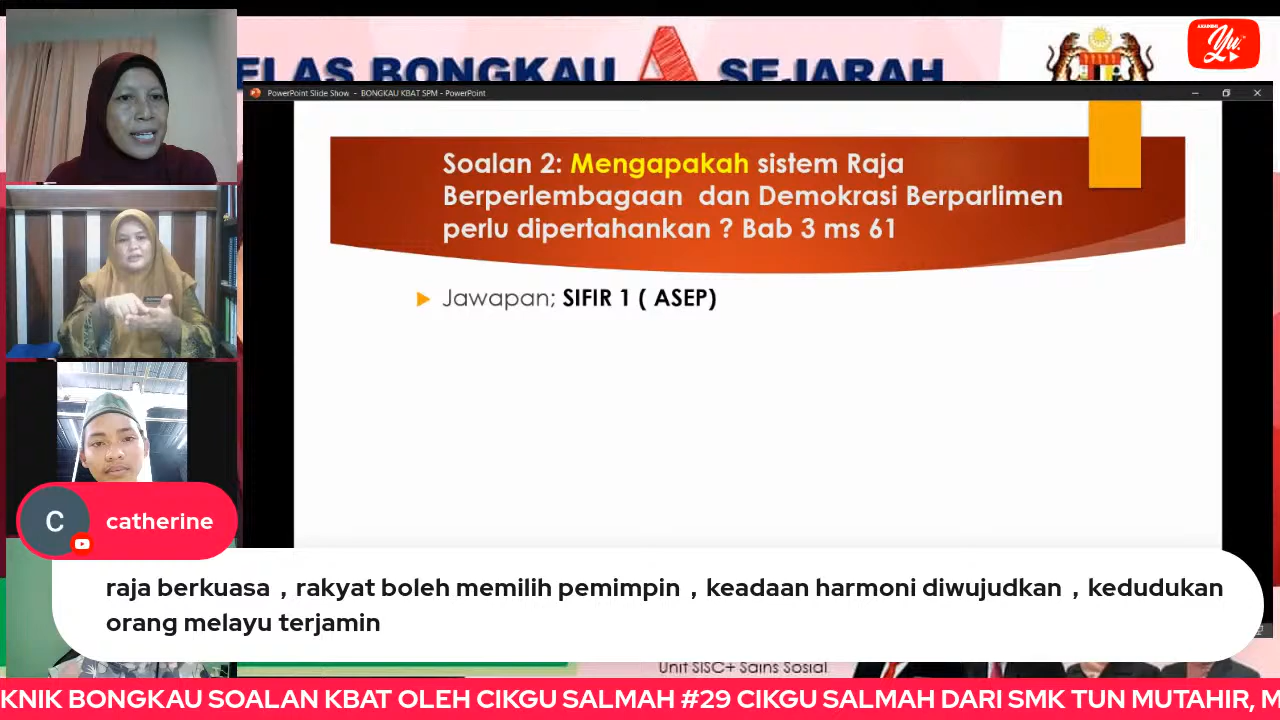 ELAS BONGKAU A SEJARAH
AKADEMI YU
PowerPoint Slide Show - BONGKAU KBAT SPM - PowerPoint
Soalan 2: Mengapakah sistem Raja
Berperlembagaan dan Demokrasi Berparlimen
perlu dipertahankan ? Bab 3 ms 61
Jawapan; SIFIR 1 ( ASEP)
C
catherine
raja berkuasa , rakyat boleh memilih pemimpin , keadaan harmoni diwujudkan , kedudukan
orang melayu terjamin
Unit SISC+ Sains Sosial
KNIK BONGKAU SOALAN KBAT OLEH CIKGU SALMAH #29 CIKGU SALMAH DARI SMK TUN MUTAHIR, M